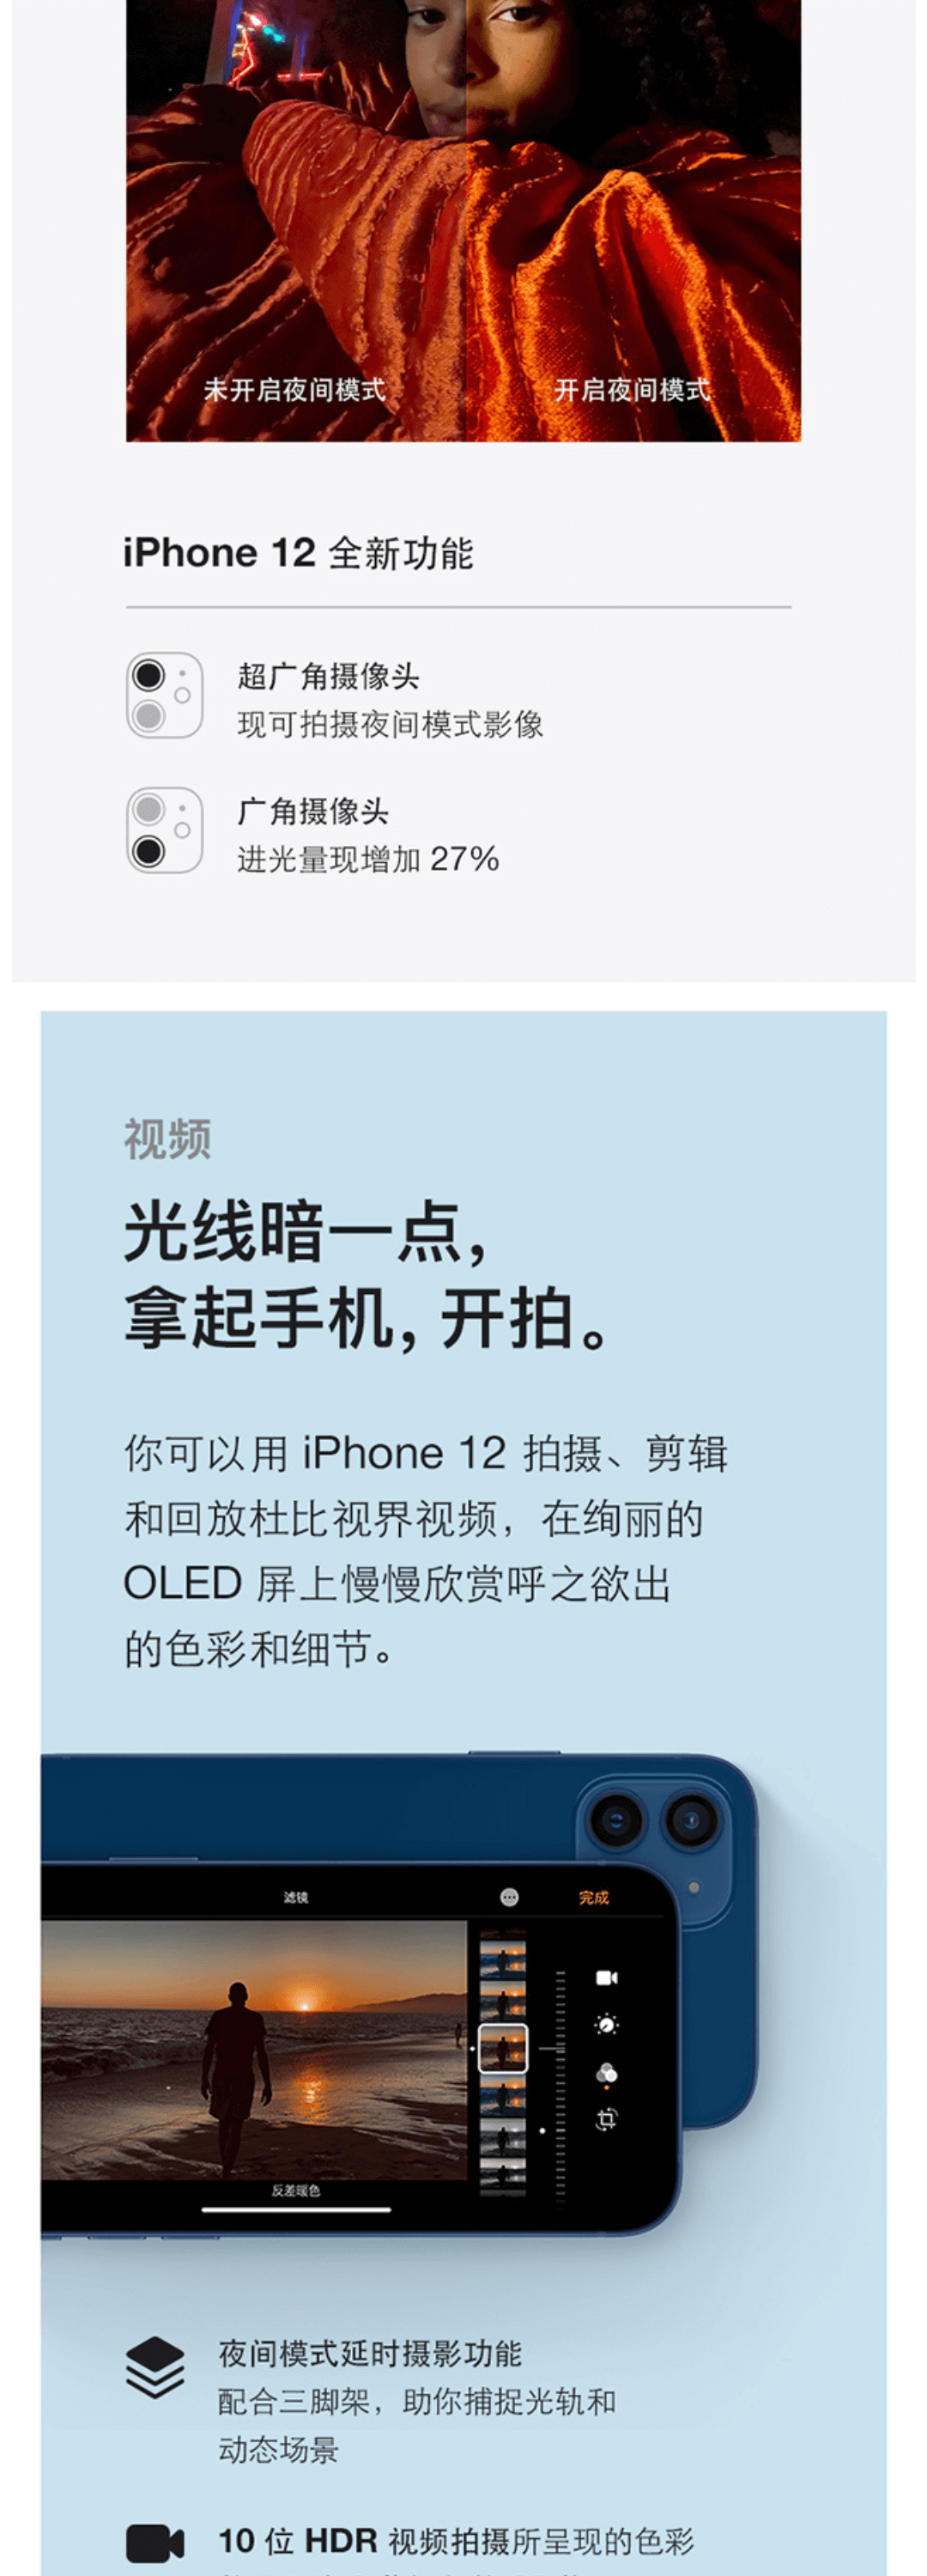 未开启夜间模式
开启夜间模式
iPhone 12 全新功能
超广角摄像头
现可拍摄夜间模式影像
广角摄像头
进光量现增加 27%
视频
光线暗一点，
拿起手机，开拍。
你可以用 iPhone 12 拍摄、剪辑
和回放杜比视界视频，在绚丽的
OLED 屏上慢慢欣赏呼之欲出
的色彩和细节。
滤镜
完成
反差暖色
夜间模式延时摄影功能
配合三脚架，助你捕捉光轨和
动态场景
10 位 HDR 视频拍摄所呈现的色彩